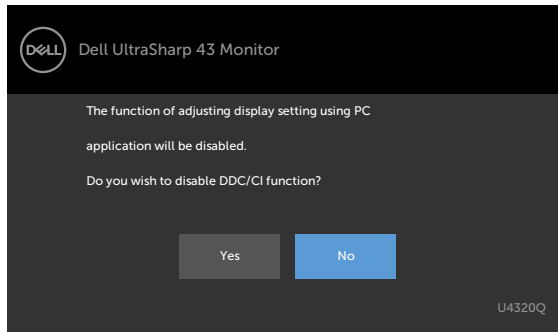 DELL
Dell UltraSharp 43 Monitor
The function of adjusting display setting using PC
application will be disabled.
Do you wish to disable DDC/CI function?
Yes
No
U4320Q